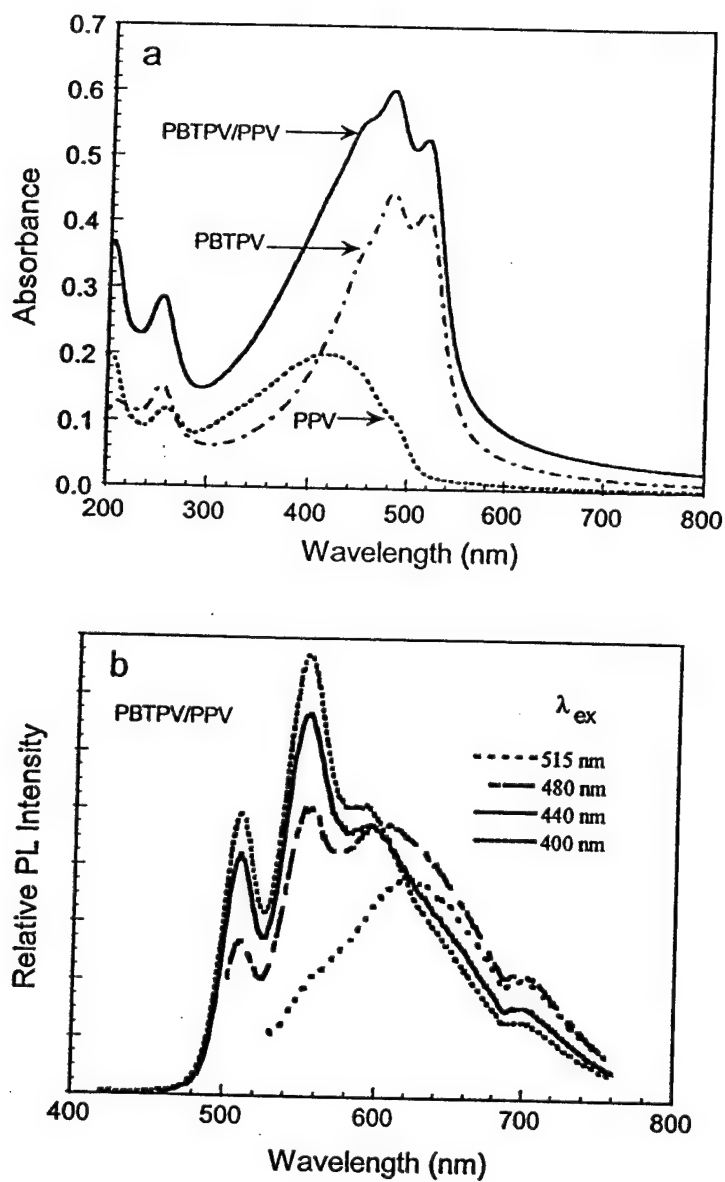 0.7
a
0.6
PBTPV/PPV
0.5
0.4
PBTPV
Absorbance
0.3
0.2
0.1
PPV
0.0
200 300 400 500 600 700 800
Wavelength (nm)
b
PBTPV/PPV
λex
515 nm
480 nm
440 nm
400 nm
Relative PL Intensity
400 500 600 700 800
Wavelength (nm)